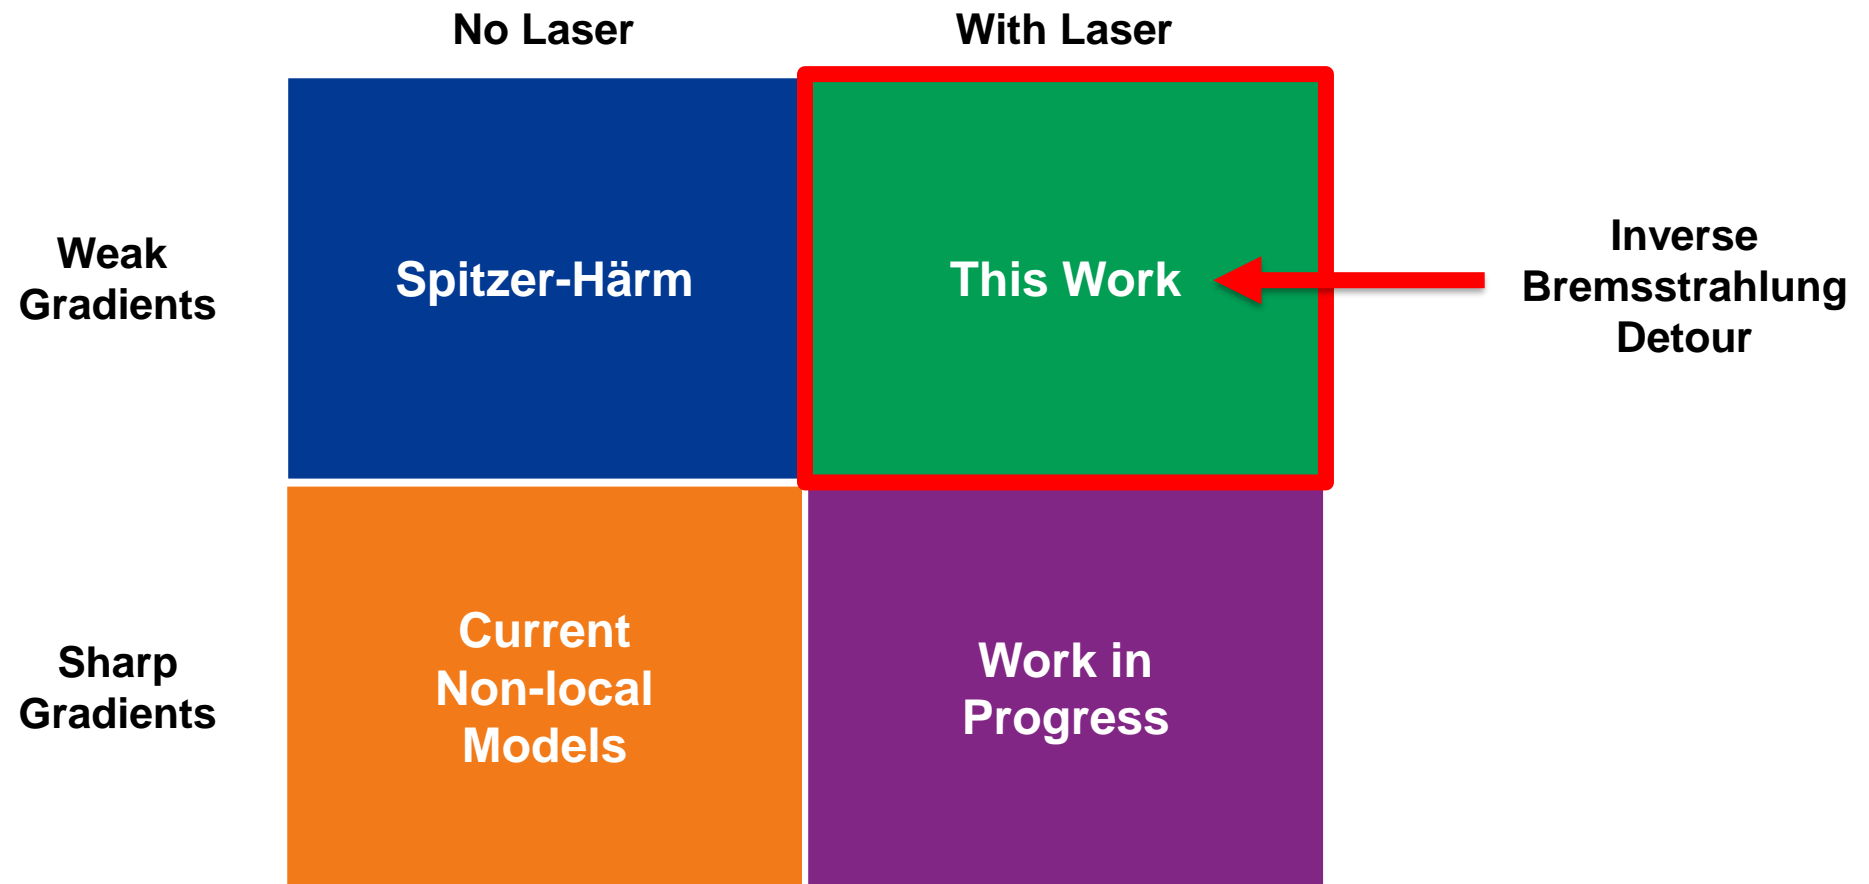 No Laser
With Laser
Weak
Gradients
Spitzer-Härm
This Work
Inverse
Bremsstrahlung
Detour
Sharp
Gradients
Current
Non-local
Models
Work in
Progress